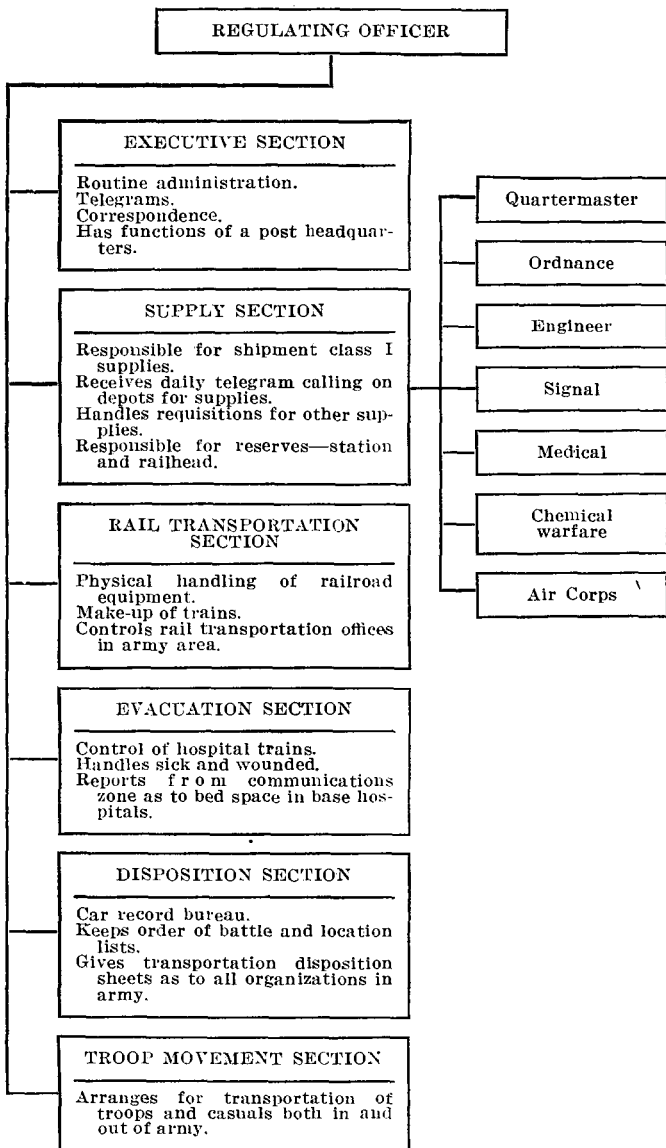 REGULATING OFFICER
EXECUTIVE SECTION
Routine administration.
Telegrams.
Correspondence.
Has functions of a post headquar-
ters.
SUPPLY SECTION
Responsible for shipment class I
supplies.
Receives daily telegram calling on
depots for supplies.
Handles requisitions for other sup-
plies.
Responsible for reserves—station
and railhead.
Quartermaster
Ordnance
Engineer
Signal
Medical
Chemical
warfare
Air Corps
RAIL TRANSPORTATION
SECTION
Physical handling of railroad
equipment.
Make-up of trains.
Controls rail transportation offices
in army area.
EVACUATION SECTION
Control of hospital trains.
Handles sick and wounded.
Reports from communications
zone as to bed space in base hos-
pitals.
DISPOSITION SECTION
Car record bureau.
Keeps order of battle and location
lists.
Gives transportation disposition
sheets as to all organizations in
army.
TROOP MOVEMENT SECTION
Arranges for transportation of
troops and casuals both in and
out of army.